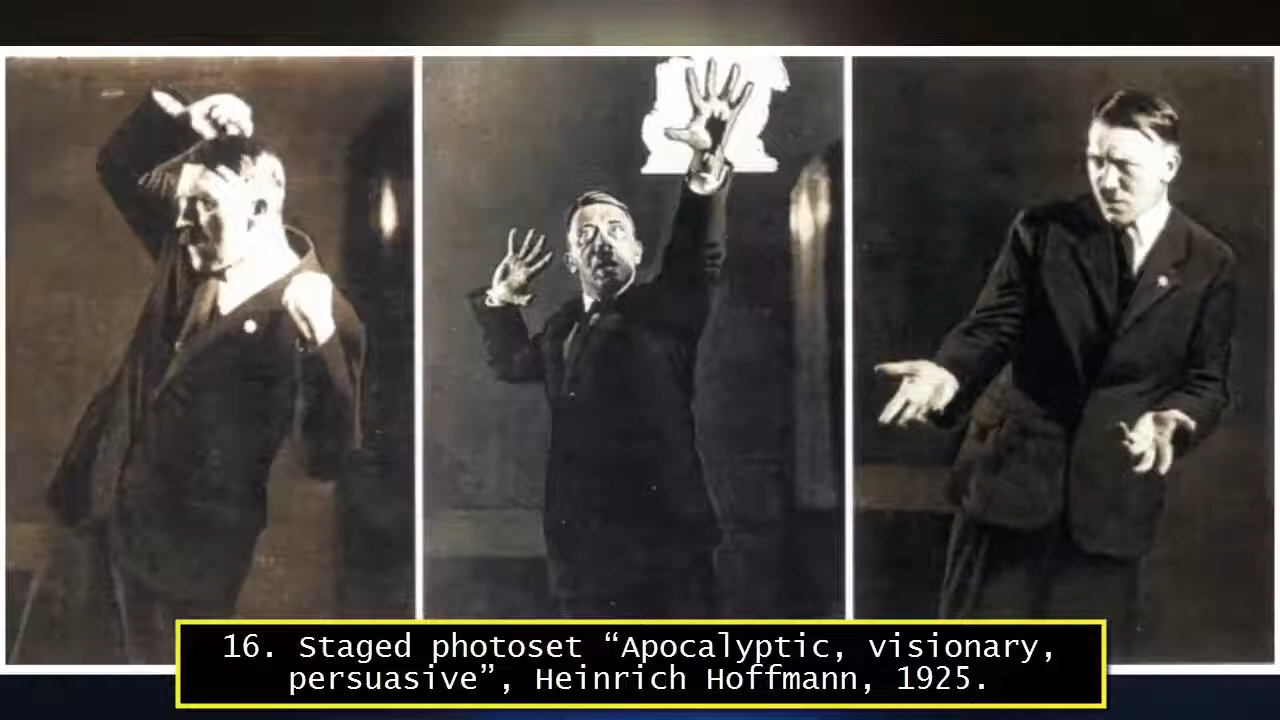 16. Staged photoset “Apocalyptic, visionary,
persuasive”, Heinrich Hoffmann, 1925.